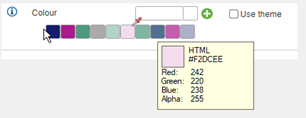 Colour
Use theme
HTML
#F2DCEE
Red: 242
Green: 220
Blue: 238
Alpha: 255